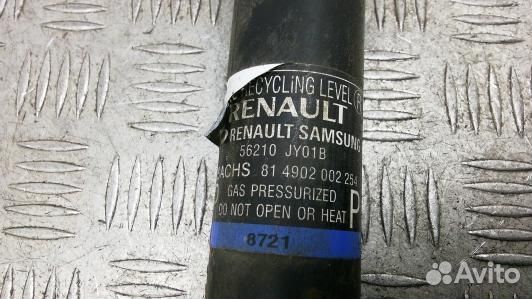 RECYCLING LEVEL R
RENAULT
RENAULT SAMSUNG
56210 JY01B
ACHS 81 4902 002 254
GAS PRESSURIZED P
DO NOT OPEN OR HEAT
8721
Avito